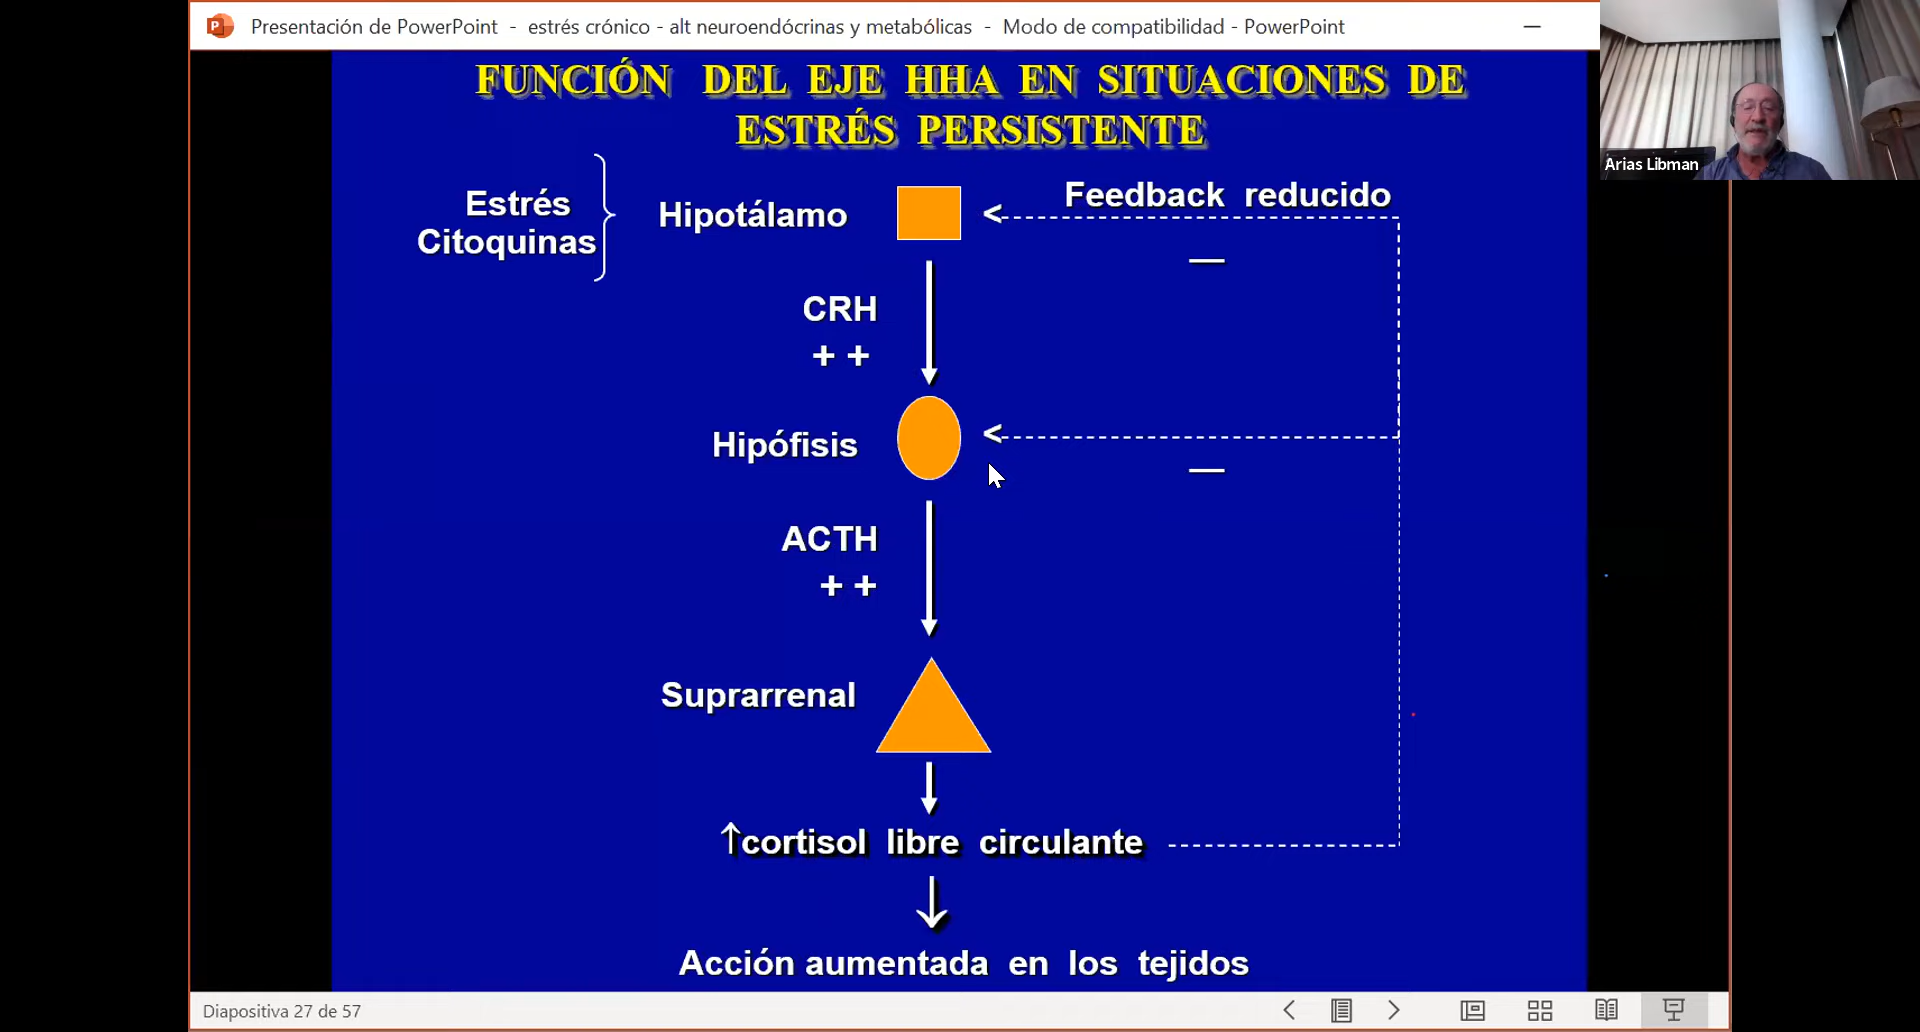 Presentación de PowerPoint - estrés crónico - alt neuroendócrinas y metabólicas - Modo de compatibilidad - PowerPoint
Arias Libman
FUNCIÓN DEL EJE HHA EN SITUACIONES DE
ESTRÉS PERSISTENTE
Estrés
Citoquinas
Hipotálamo
< Feedback reducido
—
CRH
+ +
Hipófisis
<
—
ACTH
+ +
Suprarrenal
↑cortisol libre circulante
Acción aumentada en los tejidos
Diapositiva 27 de 57